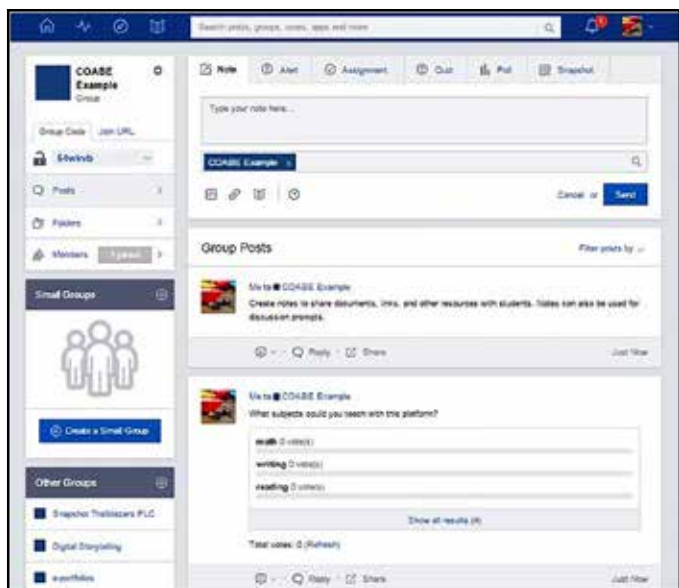 Search posts, groups, users, apps and more
COABE
Example
Group
Group Code Join URL
Posts
Folders
Members
Small Groups
Create a Small Group
Other Groups
Snapshot Trailblazers PLC
Digital Storytelling
e-portfolios
Note Alert Assignment Quiz Poll Snapshot
Type your note here...
COABE Example x
Cancel or Send
Group Posts Filter posts by
Me to COABE Example
Create notes to share documents, links, and other resources with students. Notes can also be used for
discussion prompts.
Reply Share Just Now
Me to COABE Example
What subjects could you teach with this platform?
math 0 vote(s)
writing 0 vote(s)
reading 0 vote(s)
Show all results (4)
Total votes: 0 (Refresh)
Reply Share Just Now